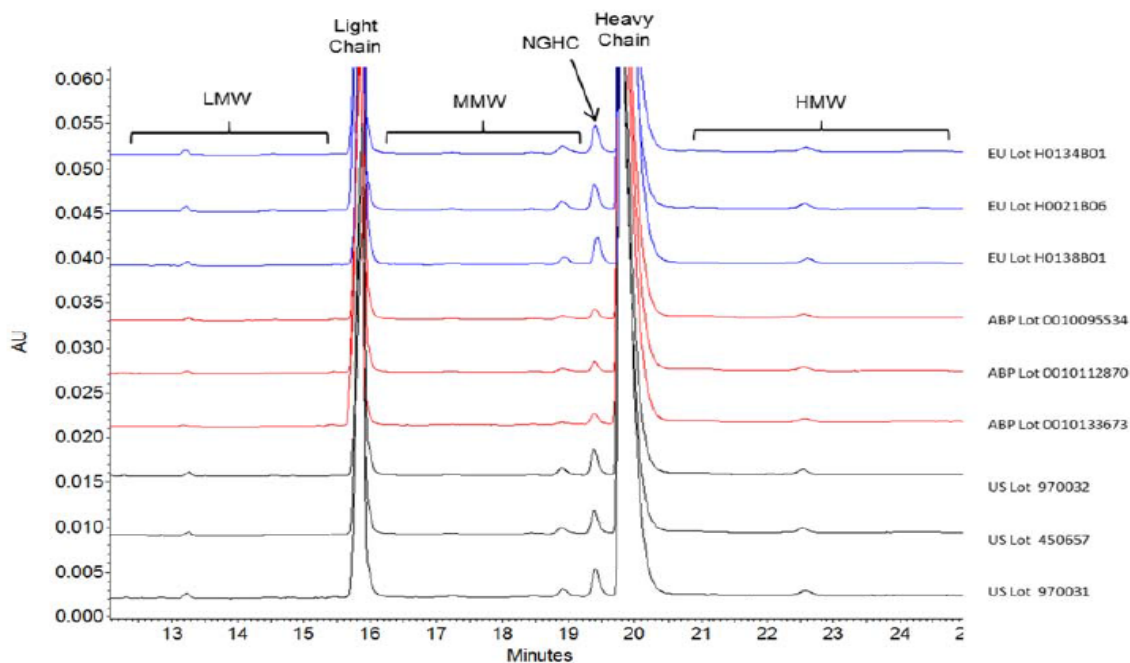 Light
Chain
NGHC
Heavy
Chain
LMW
MMW
HMW
AU
0.060
0.055
0.050
0.045
0.040
0.035
0.030
0.025
0.020
0.015
0.010
0.005
0.000
EU Lot H0134B01
EU Lot H0021B06
EU Lot H0138B01
ABP Lot 0010095534
ABP Lot 0010112870
ABP Lot 0010133673
US Lot 970032
US Lot 450657
US Lot 970031
13 14 15 16 17 18 19 20 21 22 23 24 2
Minutes